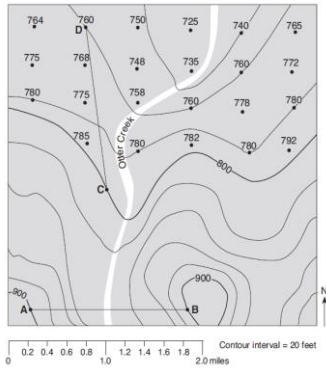 764 760 750 725 740 765
D
775 768 748 735 760 772
780 775 758 760 778 780
Otter Creek
785 780 782 780 792
800
C
900 900
A B
N
0.2 0.4 0.6 0.8 1.2 1.4 1.6 1.8
0 1.0 2.0 miles
Contour interval = 20 feet